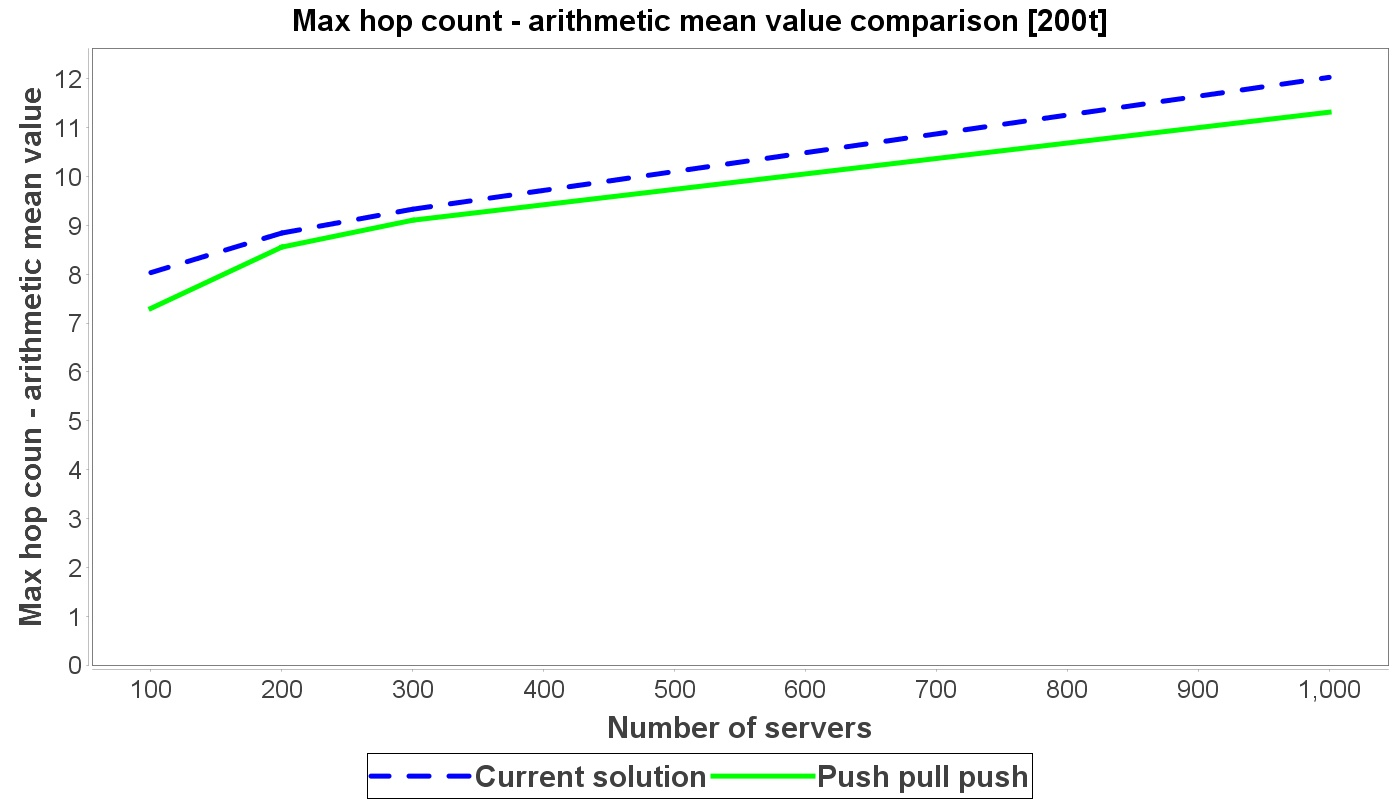 Max hop count - arithmetic mean value comparison [200t]
Max hop coun - arithmetic mean value
12
11
10
9
8
7
6
5
4
3
2
1
0
100 200 300 400 500 600 700 800 900 1,000
Number of servers
Current solution Push pull push